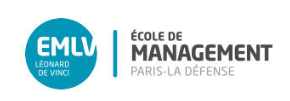 EMLV
LÉONARD
DE VINCI
ÉCOLE DE
MANAGEMENT
PARIS-LA DÉFENSE